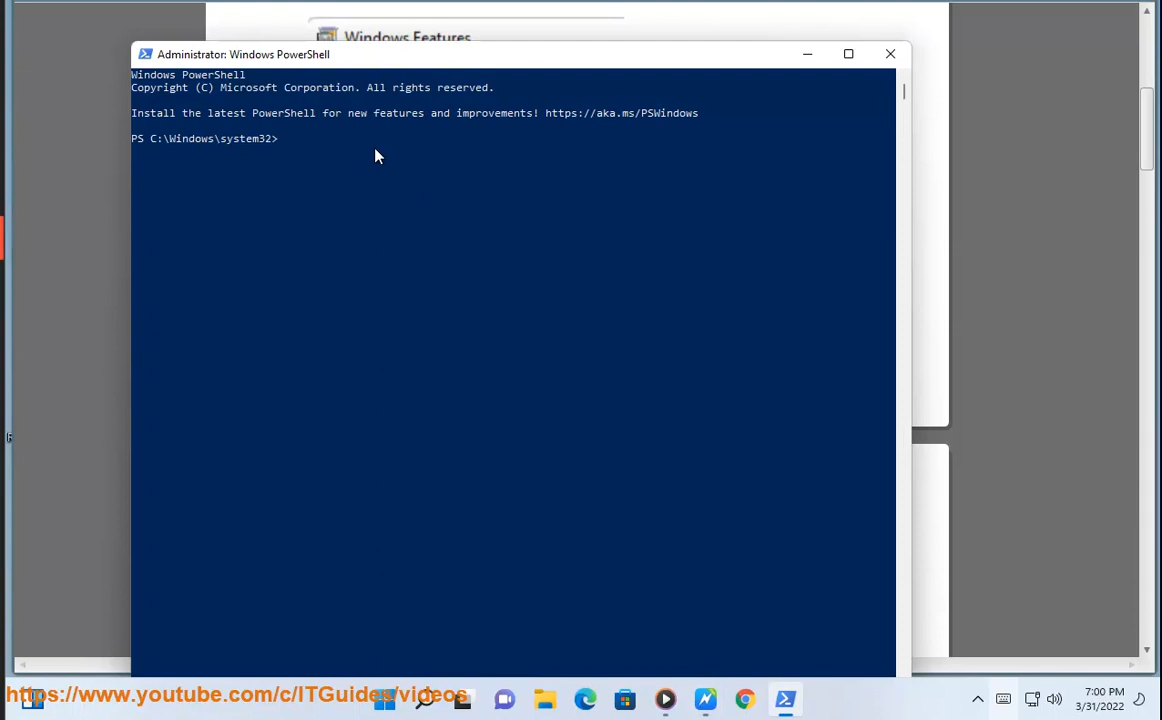 Windows Features
Administrator: Windows PowerShell
Windows PowerShell
Copyright (C) Microsoft Corporation. All rights reserved.
Install the latest PowerShell for new features and improvements! https://aka.ms/PSWindows
PS C:\Windows\system32>
https://www.youtube.com/c/ITGuides/videos
7:00 PM
3/31/2022